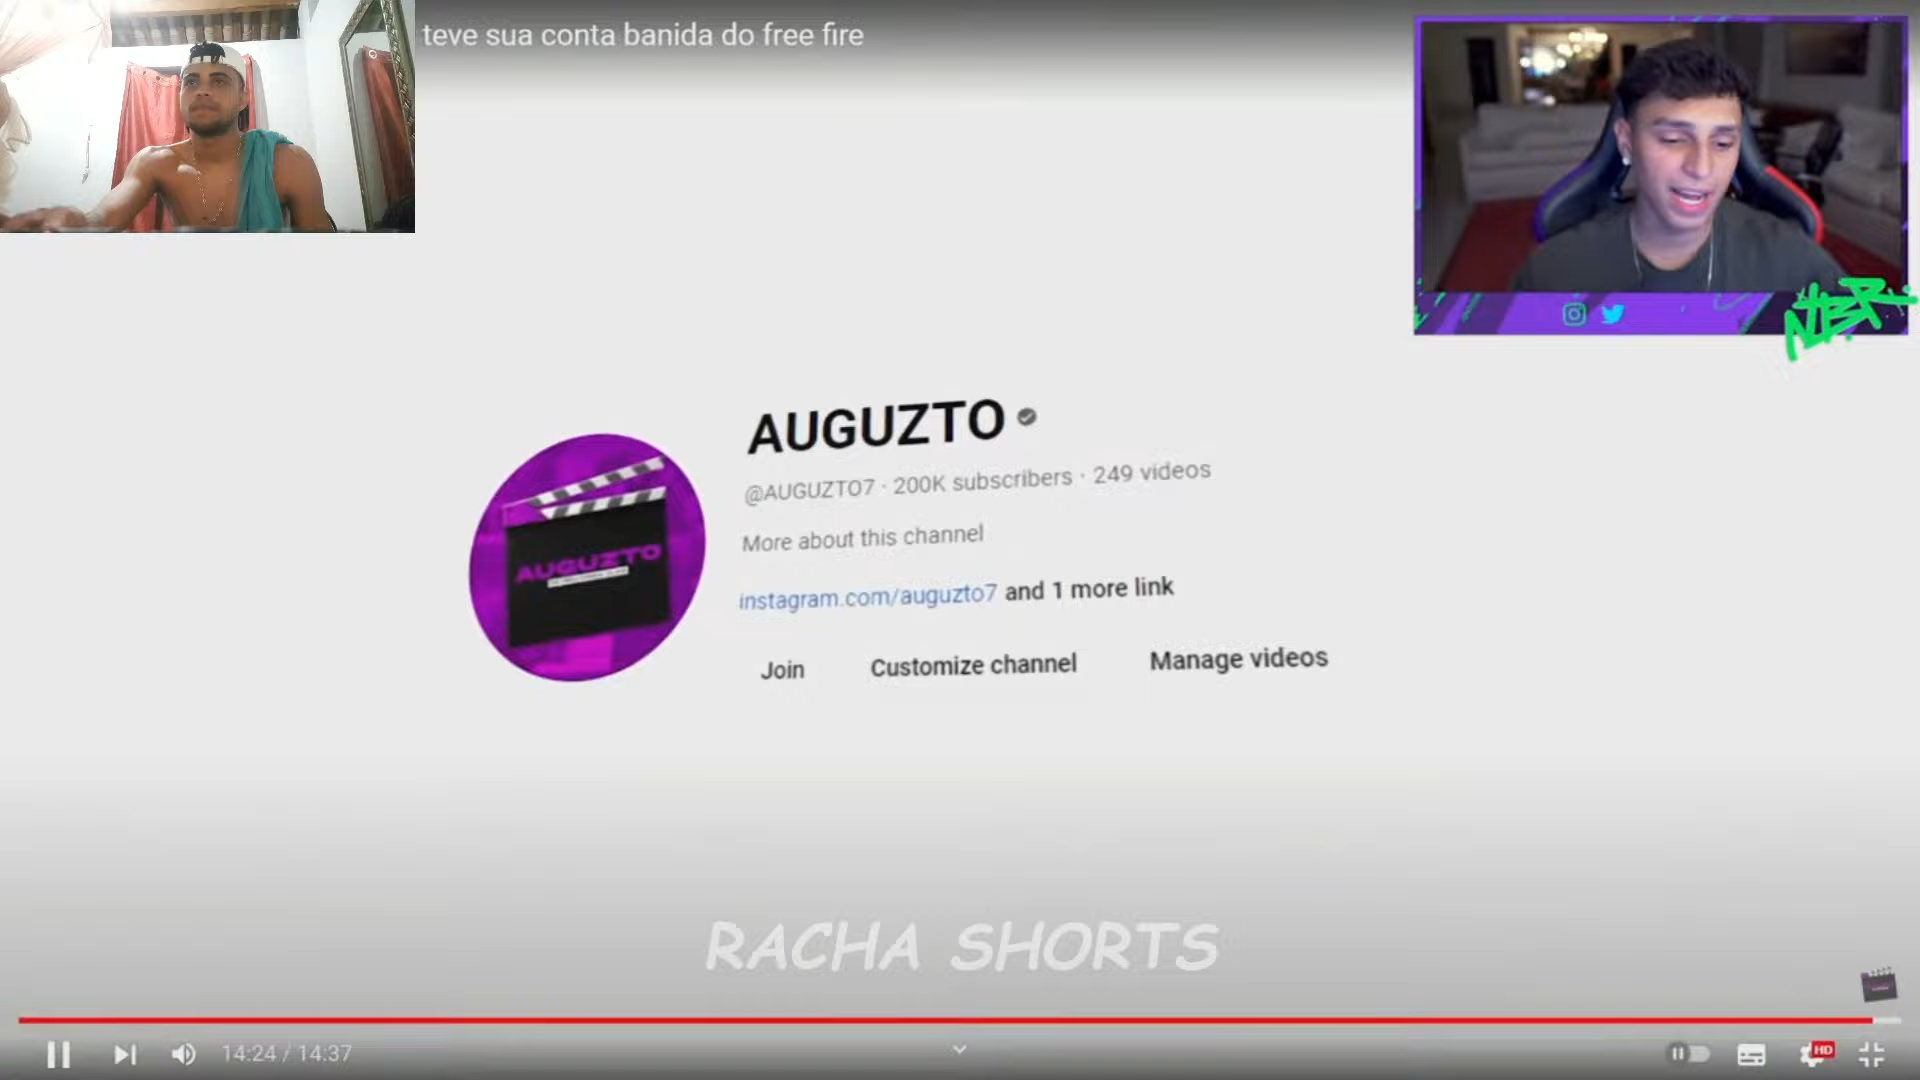 teve sua conta banida do free fire
NBR
AUGUZTO
@AUGUZTO7 · 200K subscribers · 249 videos
More about this channel
AUGUZTO
instagram.com/auguzto7 and 1 more link
Join Customize channel Manage videos
RACHA SHORTS
14:24 / 14:37
HD